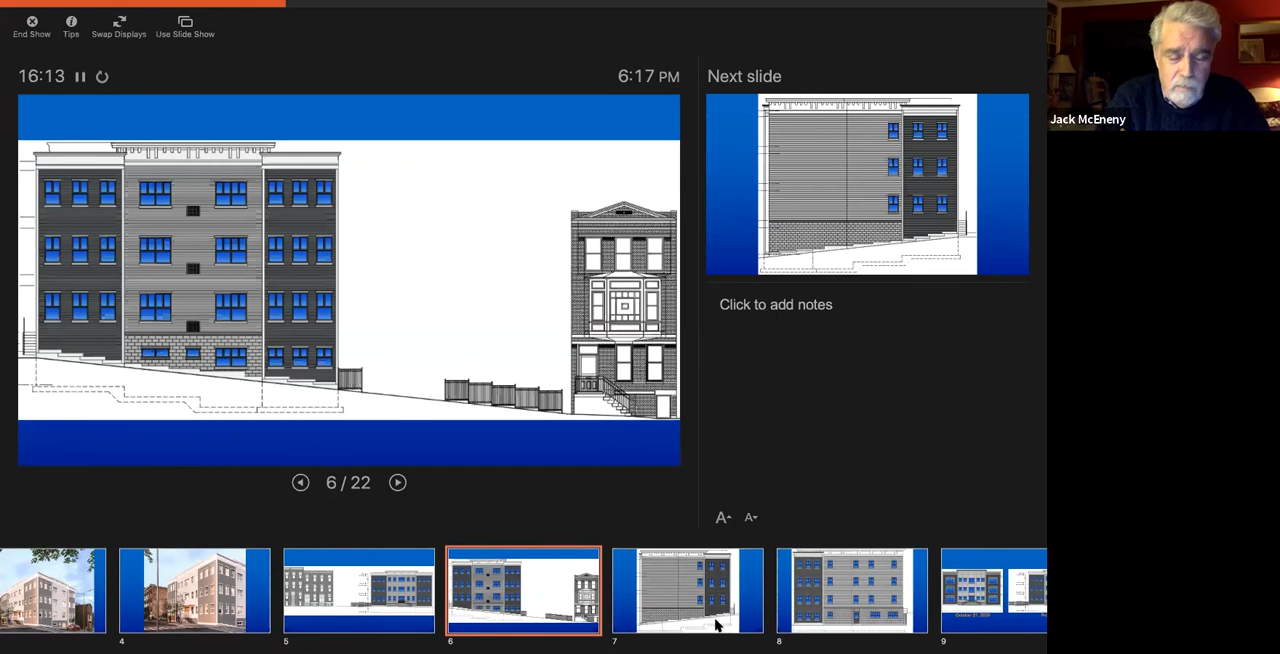 End Show
Tips
Swap Displays
Use Slide Show
16:13
6:17 PM
Next slide
Jack McEneny
Click to add notes
6 / 22
A
A
4
5
6
7
8
9